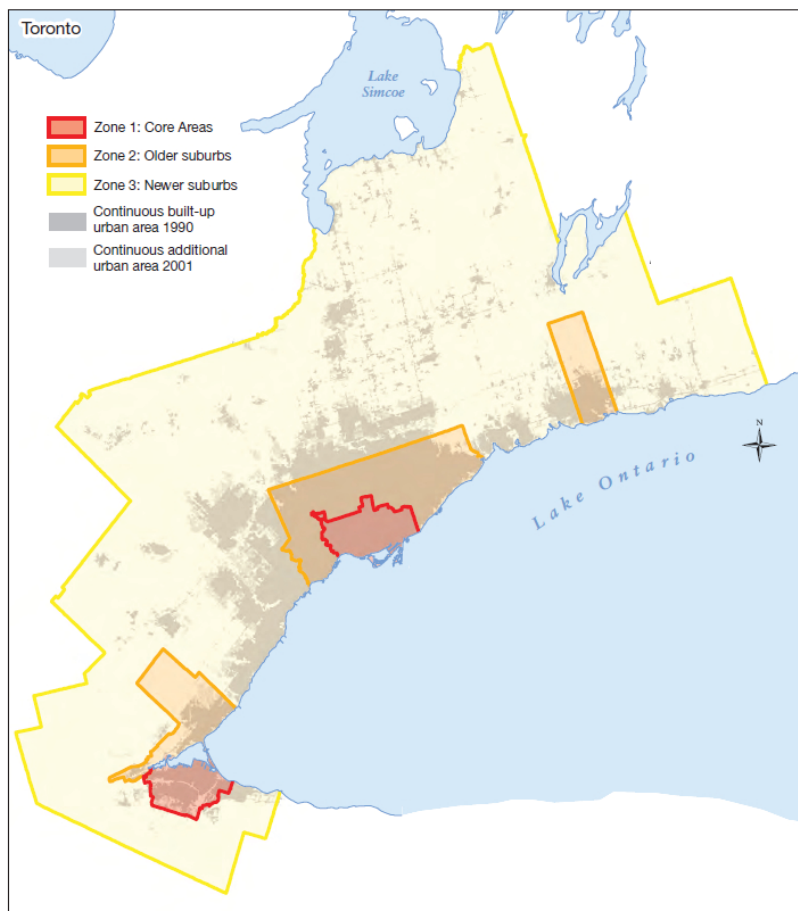 Toronto
Lake
Simcoe
Zone 1: Core Areas
Zone 2: Older suburbs
Zone 3: Newer suburbs
Continuous built-up
urban area 1990
Continuous additional
urban area 2001
N
Lake Ontario